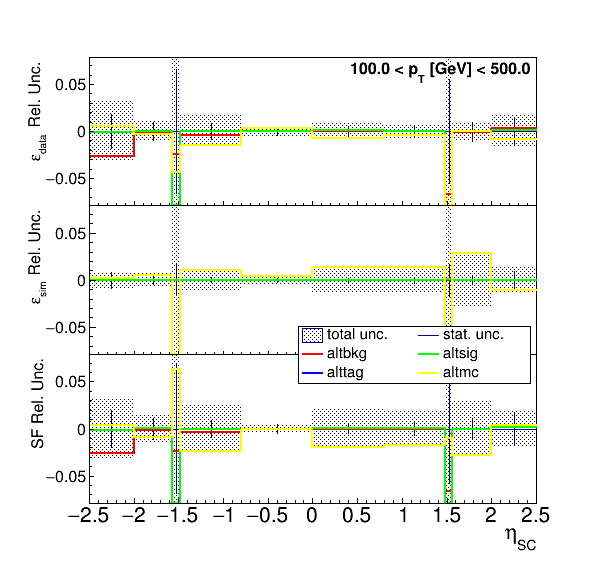 100.0 < p_T [GeV] < 500.0
ε_data Rel. Unc.
0.05
0
−0.05
ε_sim Rel. Unc.
0.05
0
−0.05
total unc. stat. unc.
altbkg altsig
alttag altmc
SF Rel. Unc.
0.05
0
−0.05
−2.5 −2 −1.5 −1 −0.5 0 0.5 1 1.5 2 2.5
η_SC